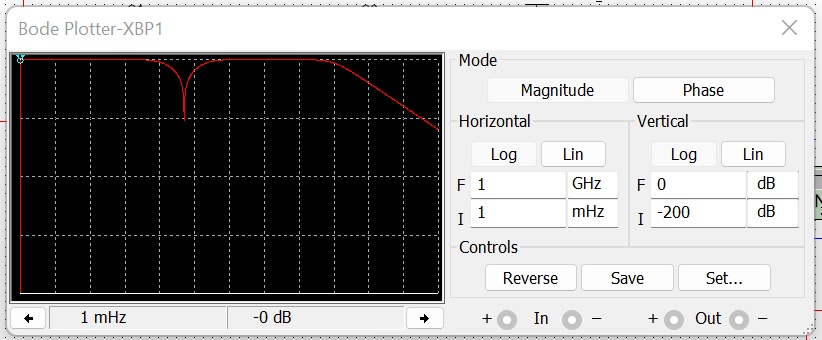 Bode Plotter-XBP1
Mode
Magnitude Phase
Horizontal Vertical
Log Lin Log Lin
F 1 GHz F 0 dB
I 1 mHz I -200 dB
Controls
Reverse Save Set...
1 mHz -0 dB
+ In − + Out −